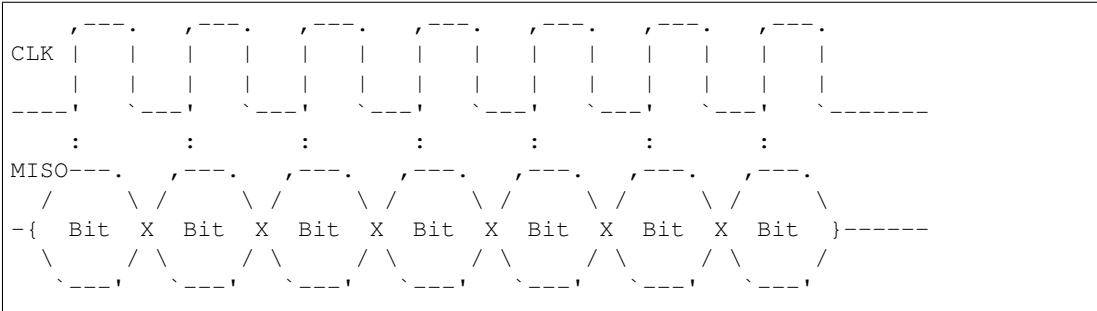 ,---.   ,---.   ,---.   ,---.   ,---.   ,---.   ,---.
CLK  |   |   |   |   |   |   |   |   |   |   |   |   |   |
     |   |   |   |   |   |   |   |   |   |   |   |   |   |
----'   `---'   `---'   `---'   `---'   `---'   `---'   `-------
     :       :       :       :       :       :       :
MISO---.   ,---.   ,---.   ,---.   ,---.   ,---.   ,---.
  /     \ /     \ /     \ /     \ /     \ /     \ /     \
-{  Bit  X  Bit  X  Bit  X  Bit  X  Bit  X  Bit  X  Bit  }------
  \     / \     / \     / \     / \     / \     / \     /
   `---'   `---'   `---'   `---'   `---'   `---'   `---'